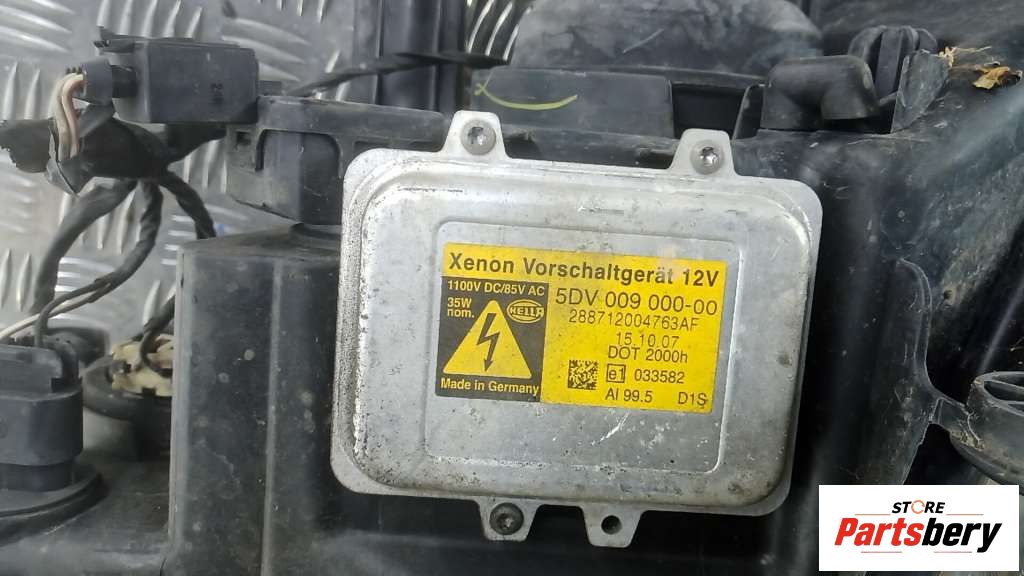 Xenon Vorschaltgerät 12V
1100V DC/85V AC
35W
nom.
HELLA
Made in Germany
5DV 009 000-00
288712004763AF
15.10.07
DOT 2000h
e1 033582
Al 99.5 D1S
STORE
Partsbery